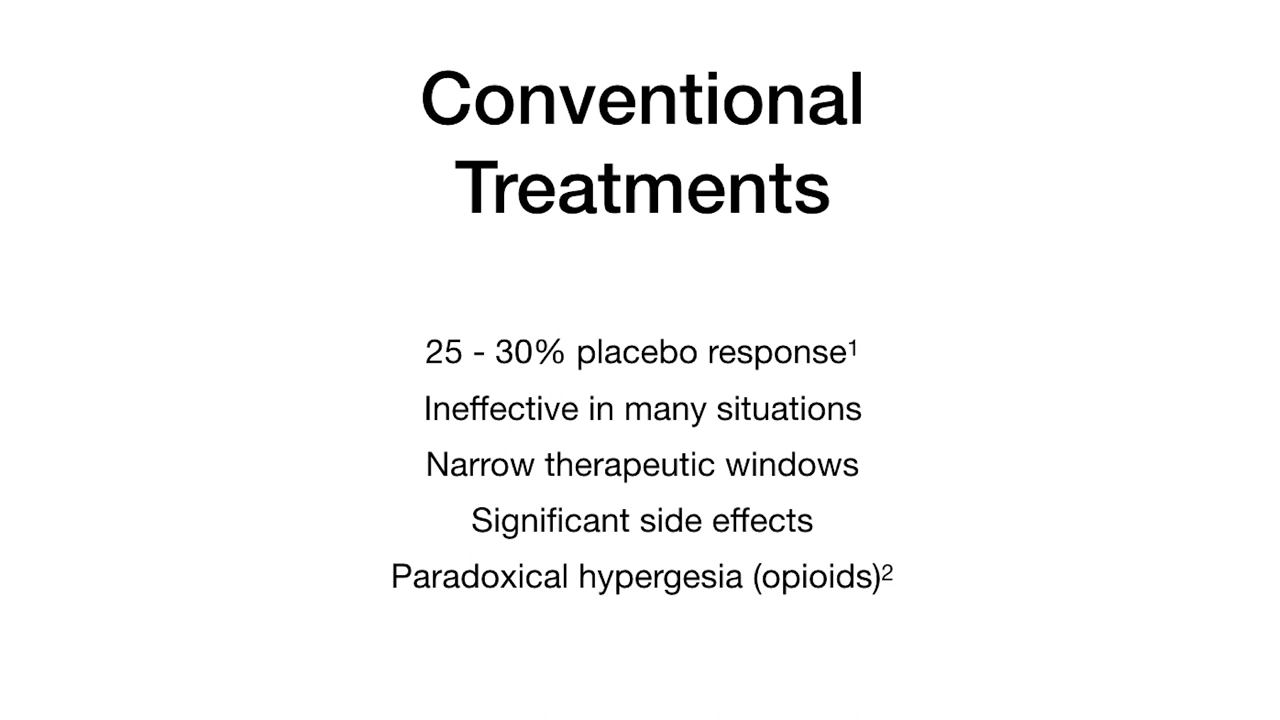 Conventional
Treatments
25 - 30% placebo response¹
Ineffective in many situations
Narrow therapeutic windows
Significant side effects
Paradoxical hypergesia (opioids)²